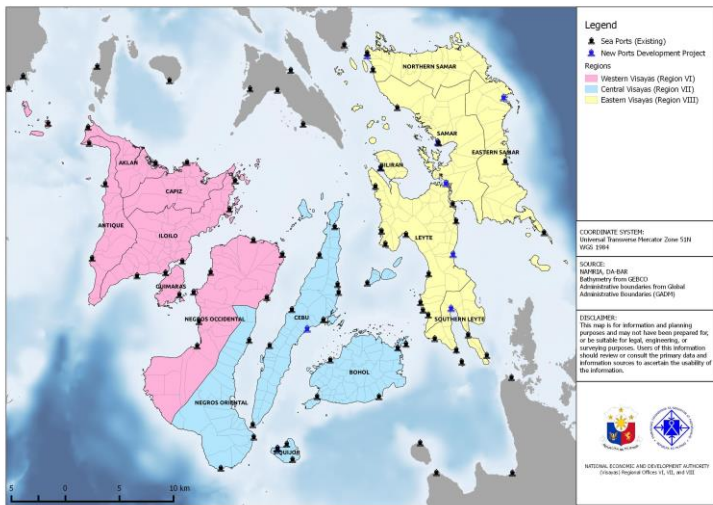 NORTHERN SAMAR
SAMAR
EASTERN SAMAR
BILIRAN
AKLAN
CAPIZ
ANTIQUE
ILOILO
LEYTE
GUIMARAS
NEGROS OCCIDENTAL
CEBU
SOUTHERN LEYTE
BOHOL
NEGROS ORIENTAL
SIQUIJOR
5 0 5 10 km
Legend
Sea Ports (Existing)
New Ports Development Project
Regions
Western Visayas (Region VI)
Central Visayas (Region VII)
Eastern Visayas (Region VIII)
COORDINATE SYSTEM:
Universal Transverse Mercator Zone 51N
WGS 1984
SOURCE:
NAMRIA, DA-BAR
Bathymetry from GEBCO
Administrative boundaries from Global
Administrative Boundaries (GADM)
DISCLAIMER:
This map is for information and planning
purposes and may not have been prepared for,
or be suitable for legal, engineering, or
surveying purposes. Users of this information
should review or consult the primary data and
information sources to ascertain the usability of
the information.
NATIONAL ECONOMIC AND DEVELOPMENT AUTHORITY
(Visayas) Regional Offices VI, VII, and VIII